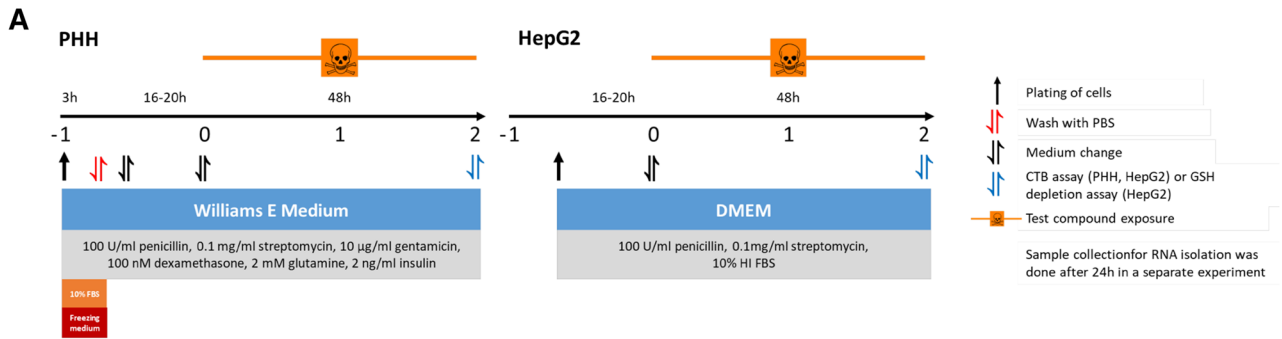 A
PHH
HepG2
3h
16-20h
48h
16-20h
48h
-1
0
1
2
-1
0
1
2
Williams E Medium
100 U/ml penicillin, 0.1 mg/ml streptomycin, 10 µg/ml gentamicin,
100 nM dexamethasone, 2 mM glutamine, 2 ng/ml insulin
10% FBS
Freezing
medium
DMEM
100 U/ml penicillin, 0.1mg/ml streptomycin,
10% HI FBS
Plating of cells
Wash with PBS
Medium change
CTB assay (PHH, HepG2) or GSH
depletion assay (HepG2)
Test compound exposure
Sample collectionfor RNA isolation was
done after 24h in a separate experiment